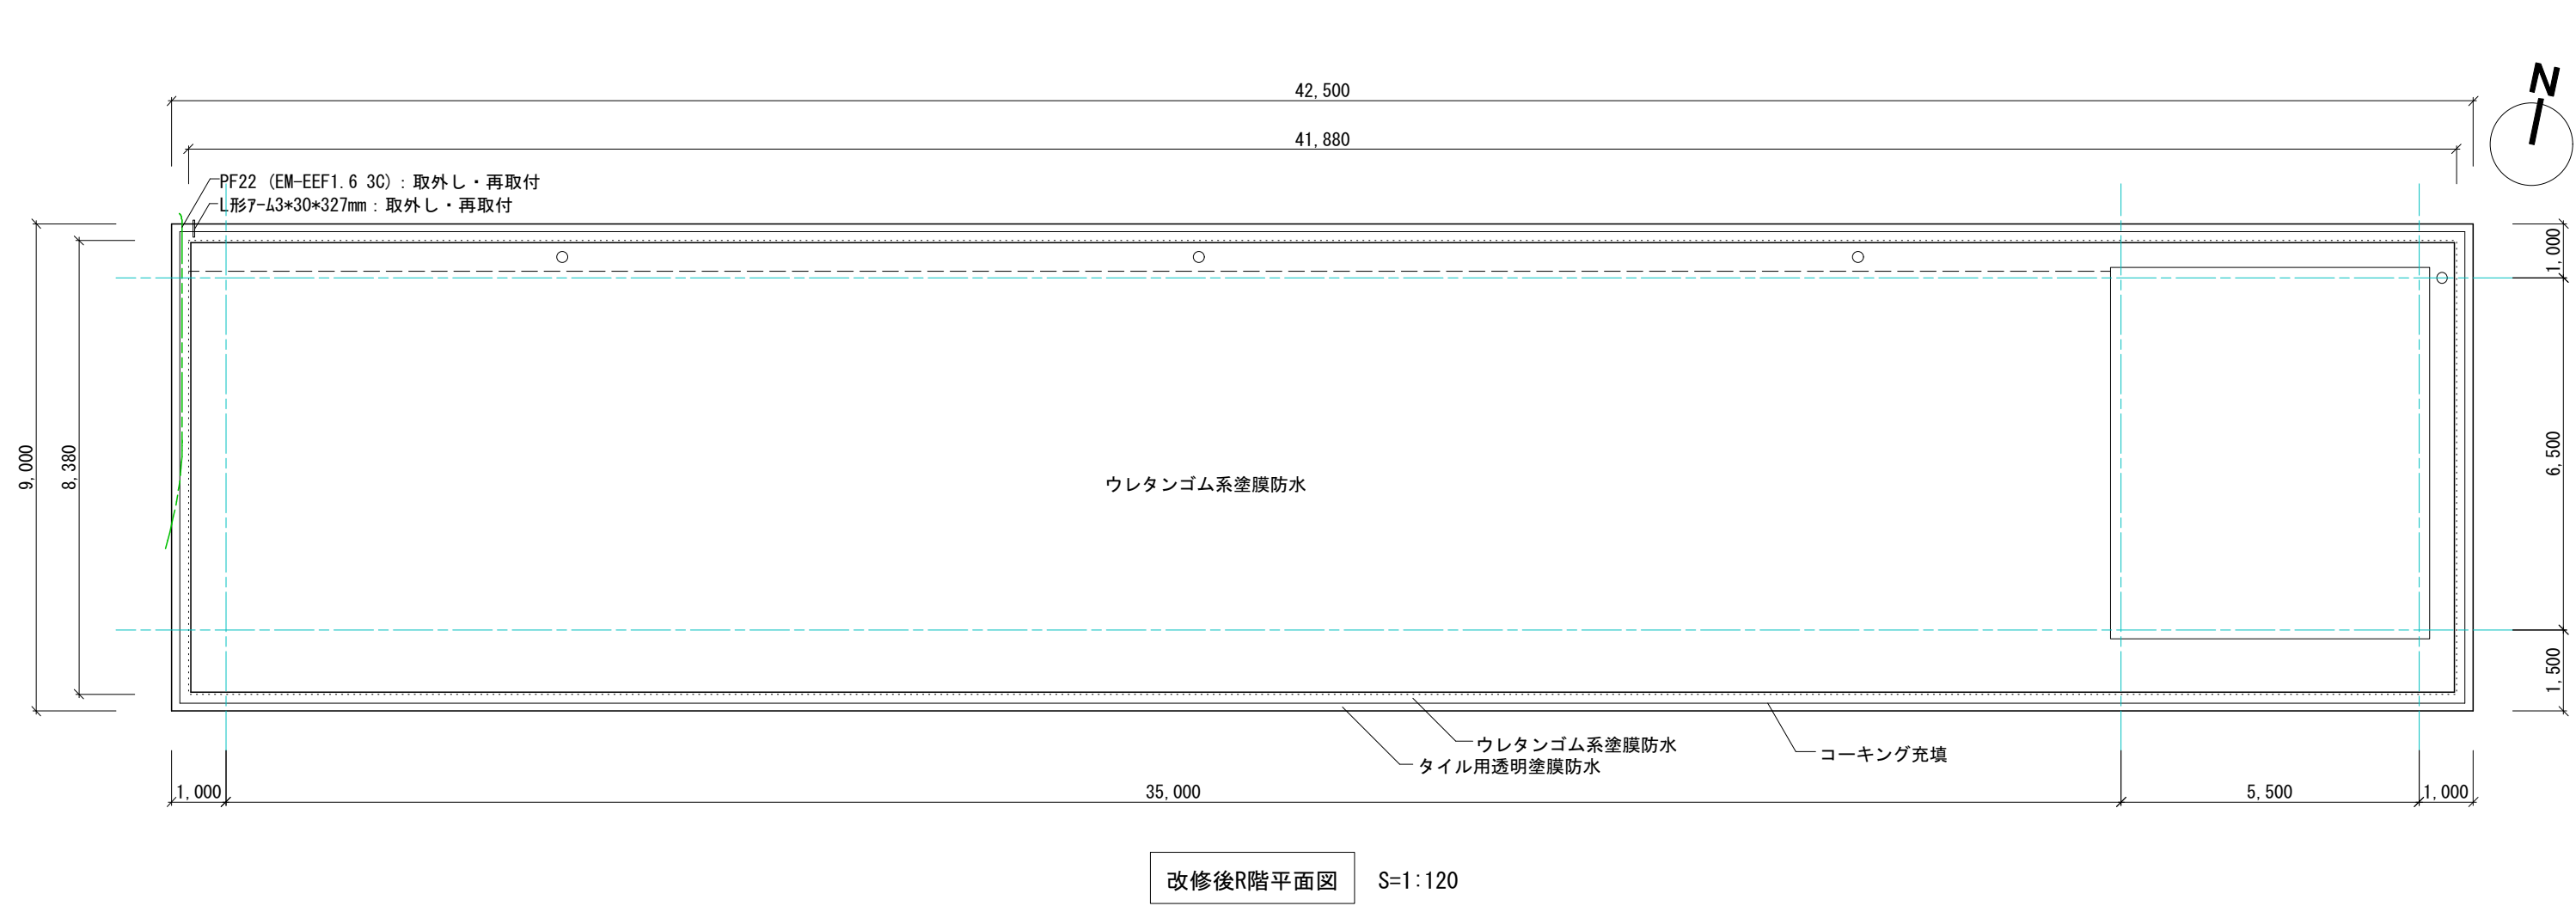 N
42,500
41,880
PF22 (EM-EEF1.6 3C)：取外し・再取付
L形ｱｰﾑ3*30*327mm：取外し・再取付
1,000
9,000
8,380
6,500
ウレタンゴム系塗膜防水
1,500
ウレタンゴム系塗膜防水
タイル用透明塗膜防水
コーキング充填
1,000
35,000
5,500
1,000
改修後R階平面図 S=1:120